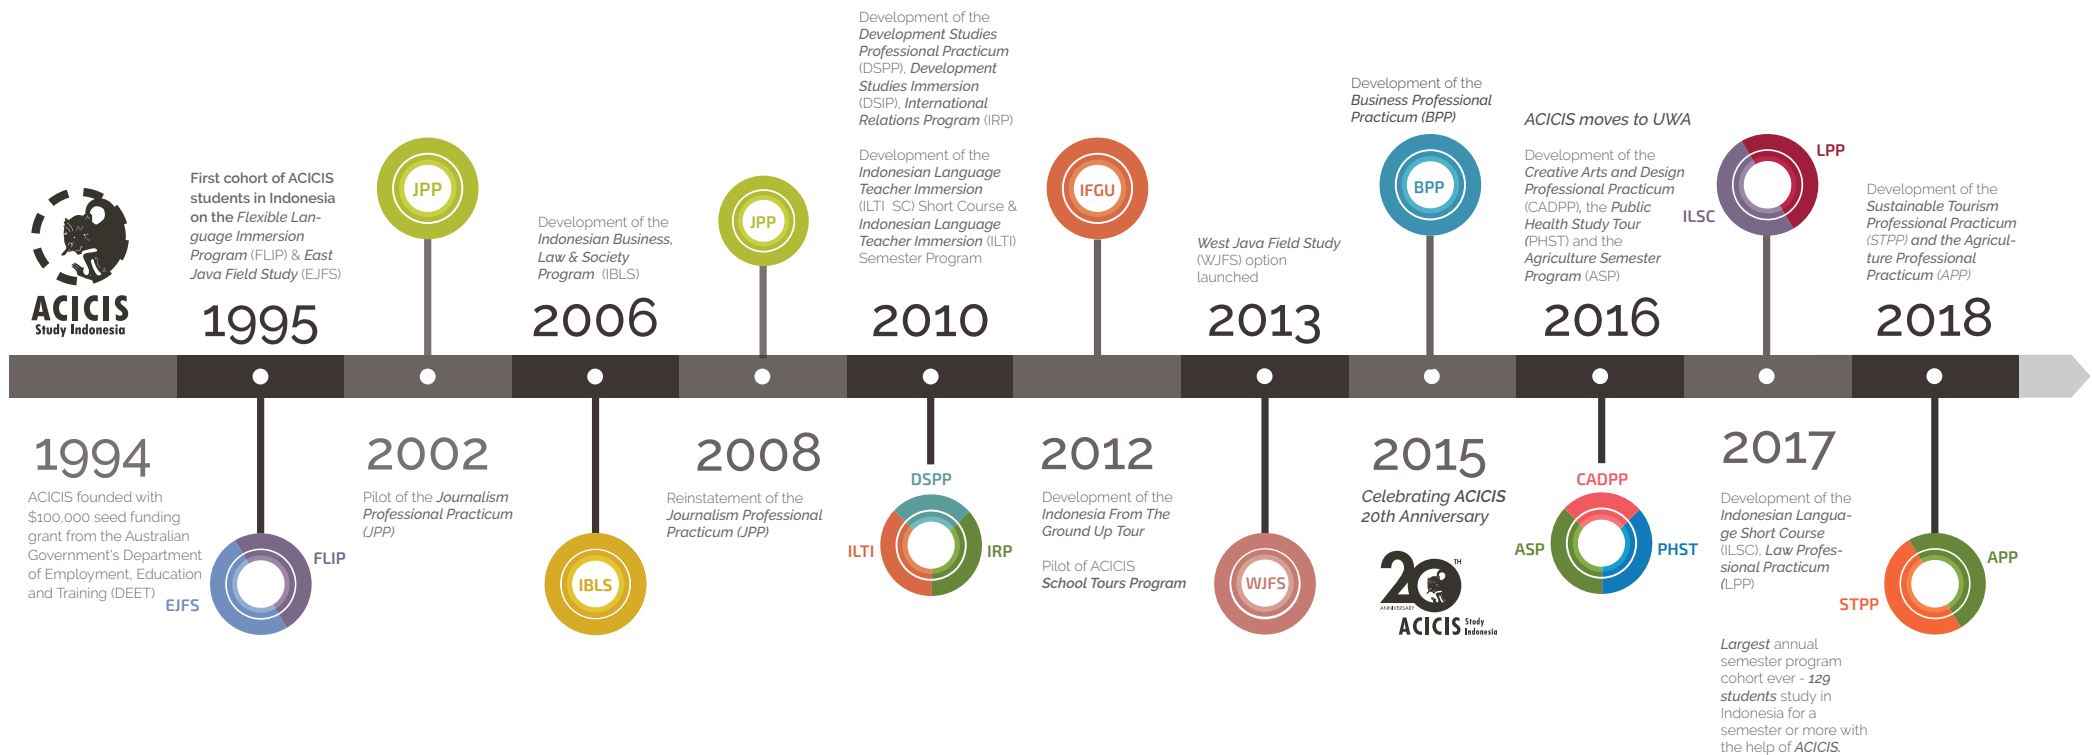 ACICIS
Study Indonesia
1994
ACICIS founded with
$100,000 seed funding
grant from the Australian
Government's Department
of Employment, Education
and Training (DEET)
First cohort of ACICIS
students in Indonesia
on the Flexible Lan-
guage Immersion
Program (FLIP) & East
Java Field Study (EJFS)
1995
FLIP
EJFS
JPP
2002
Pilot of the Journalism
Professional Practicum
(JPP)
Development of the
Indonesian Business,
Law & Society
Program (IBLS)
2006
IBLS
JPP
2008
Reinstatement of the
Journalism Professional
Practicum (JPP)
Development of the
Development Studies
Professional Practicum
(DSPP), Development
Studies Immersion
(DSIP), International
Relations Program (IRP)
Development of the
Indonesian Language
Teacher Immersion
(ILTI SC) Short Course &
Indonesian Language
Teacher Immersion (ILTI)
Semester Program
2010
DSPP
ILTI
IRP
IFGU
2012
Development of the
Indonesia From The
Ground Up Tour
Pilot of ACICIS
School Tours Program
West Java Field Study
(WJFS) option
launched
2013
WJFS
Development of the
Business Professional
Practicum (BPP)
BPP
2015
Celebrating ACICIS
20th Anniversary
20TH
ANNIVERSARY
ACICIS Study
Indonesia
ACICIS moves to UWA
Development of the
Creative Arts and Design
Professional Practicum
(CADPP), the Public
Health Study Tour
(PHST) and the
Agriculture Semester
Program (ASP)
2016
CADPP
ASP
PHST
LPP
ILSC
2017
Development of the
Indonesian Langua-
ge Short Course
(ILSC), Law Profes-
sional Practicum
(LPP)
Largest annual
semester program
cohort ever - 129
students study in
Indonesia for a
semester or more with
the help of ACICIS.
Development of the
Sustainable Tourism
Professional Practicum
(STPP) and the Agricul-
ture Professional
Practicum (APP)
2018
APP
STPP